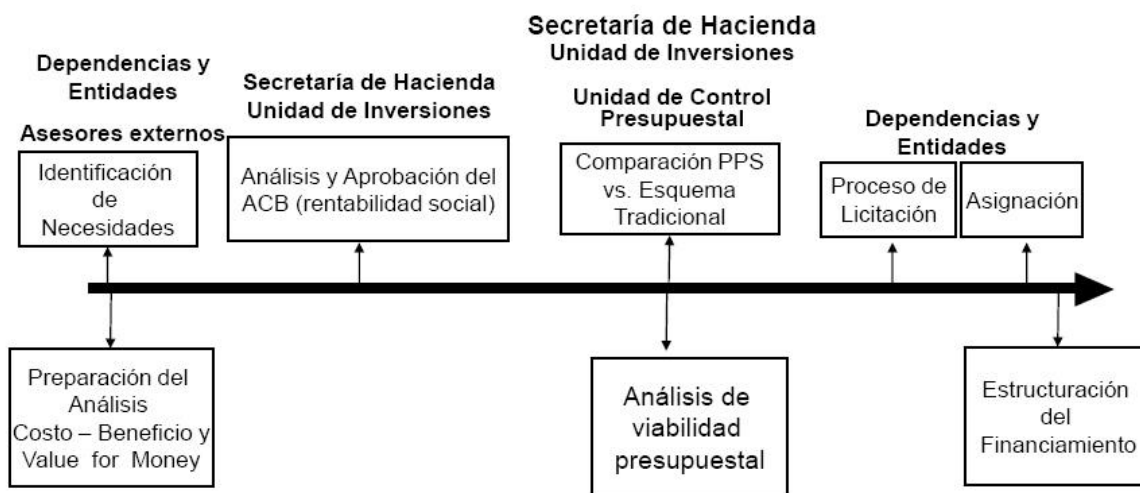 Dependencias y
Entidades
Asesores externos
Identificación
de
Necesidades
Secretaría de Hacienda
Unidad de Inversiones
Análisis y Aprobación del
ACB (rentabilidad social)
Secretaría de Hacienda
Unidad de Inversiones
Unidad de Control
Presupuestal
Comparación PPS
vs. Esquema
Tradicional
Dependencias y
Entidades
Proceso de
Licitación
Asignación
Preparación del
Análisis
Costo – Beneficio y
Value for Money
Análisis de
viabilidad
presupuestal
Estructuración
del
Financiamiento